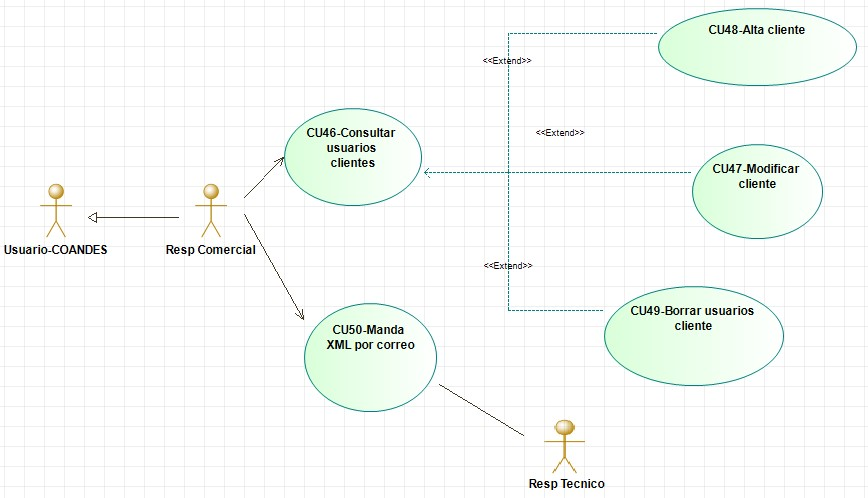 CU48-Alta cliente
<<Extend>>
CU46-Consultar
usuarios
clientes
<<Extend>>
CU47-Modificar
cliente
Usuario-COANDES
Resp Comercial
<<Extend>>
CU49-Borrar usuarios
cliente
CU50-Manda
XML por correo
Resp Tecnico